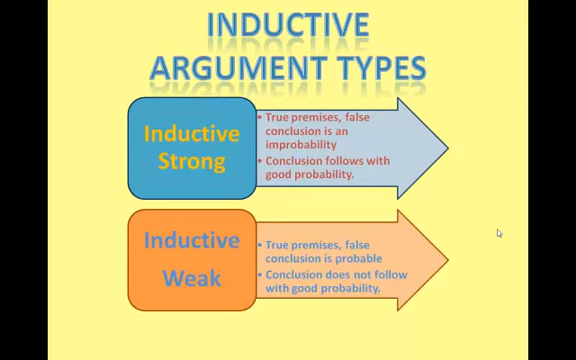 INDUCTIVE
ARGUMENT TYPES
Inductive
Strong
• True premises, false
conclusion is an
improbability
• Conclusion follows with
good probability.
Inductive
Weak
• True premises, false
conclusion is probable
• Conclusion does not follow
with good probability.